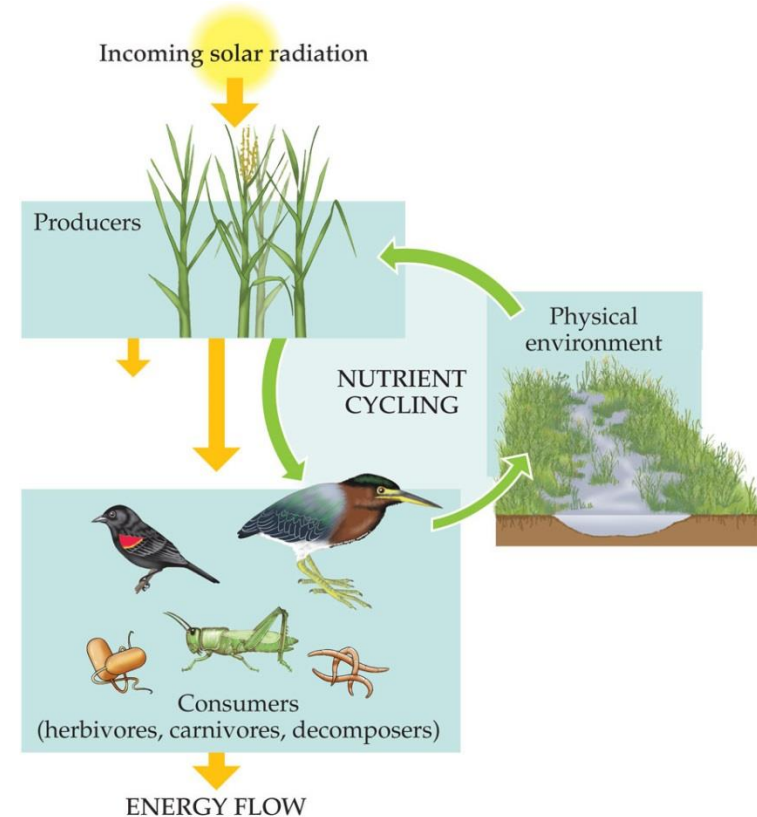 Incoming solar radiation
Producers
Physical
environment
NUTRIENT
CYCLING
Consumers
(herbivores, carnivores, decomposers)
ENERGY FLOW